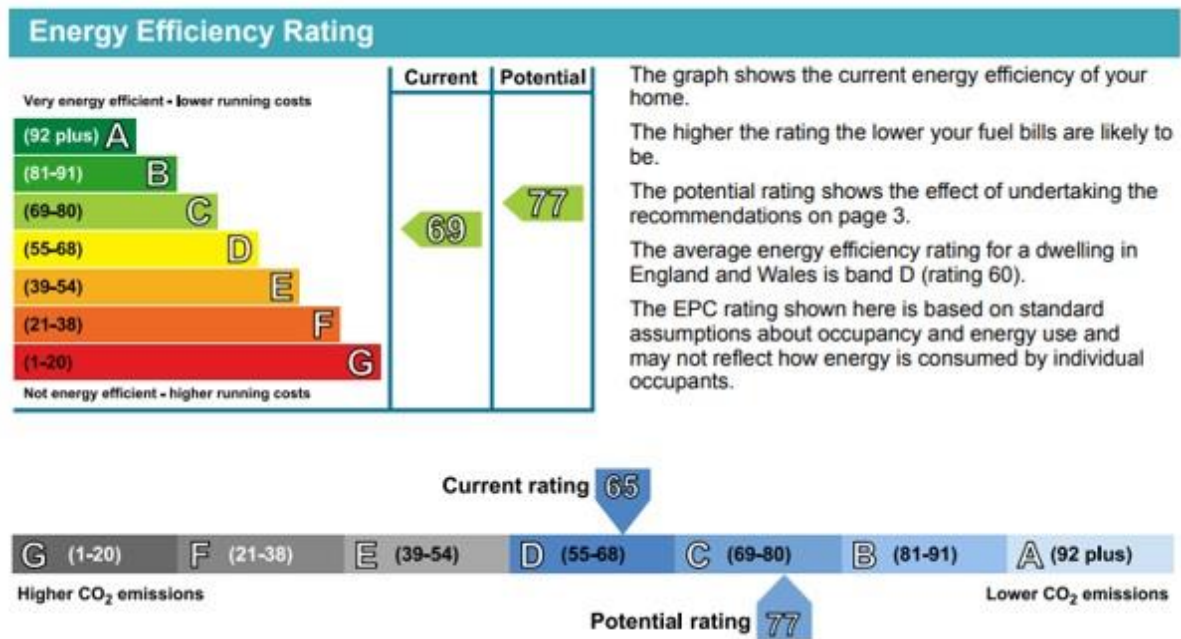 Energy Efficiency Rating
Current Potential
Very energy efficient - lower running costs
(92 plus) A
(81-91) B
(69-80) C
(55-68) D
(39-54) E
(21-38) F
(1-20) G
Not energy efficient - higher running costs
69
77
The graph shows the current energy efficiency of your
home.
The higher the rating the lower your fuel bills are likely to
be.
The potential rating shows the effect of undertaking the
recommendations on page 3.
The average energy efficiency rating for a dwelling in
England and Wales is band D (rating 60).
The EPC rating shown here is based on standard
assumptions about occupancy and energy use and
may not reflect how energy is consumed by individual
occupants.
Current rating 65
G (1-20) F (21-38) E (39-54) D (55-68) C (69-80) B (81-91) A (92 plus)
Higher CO2 emissions Lower CO2 emissions
Potential rating 77